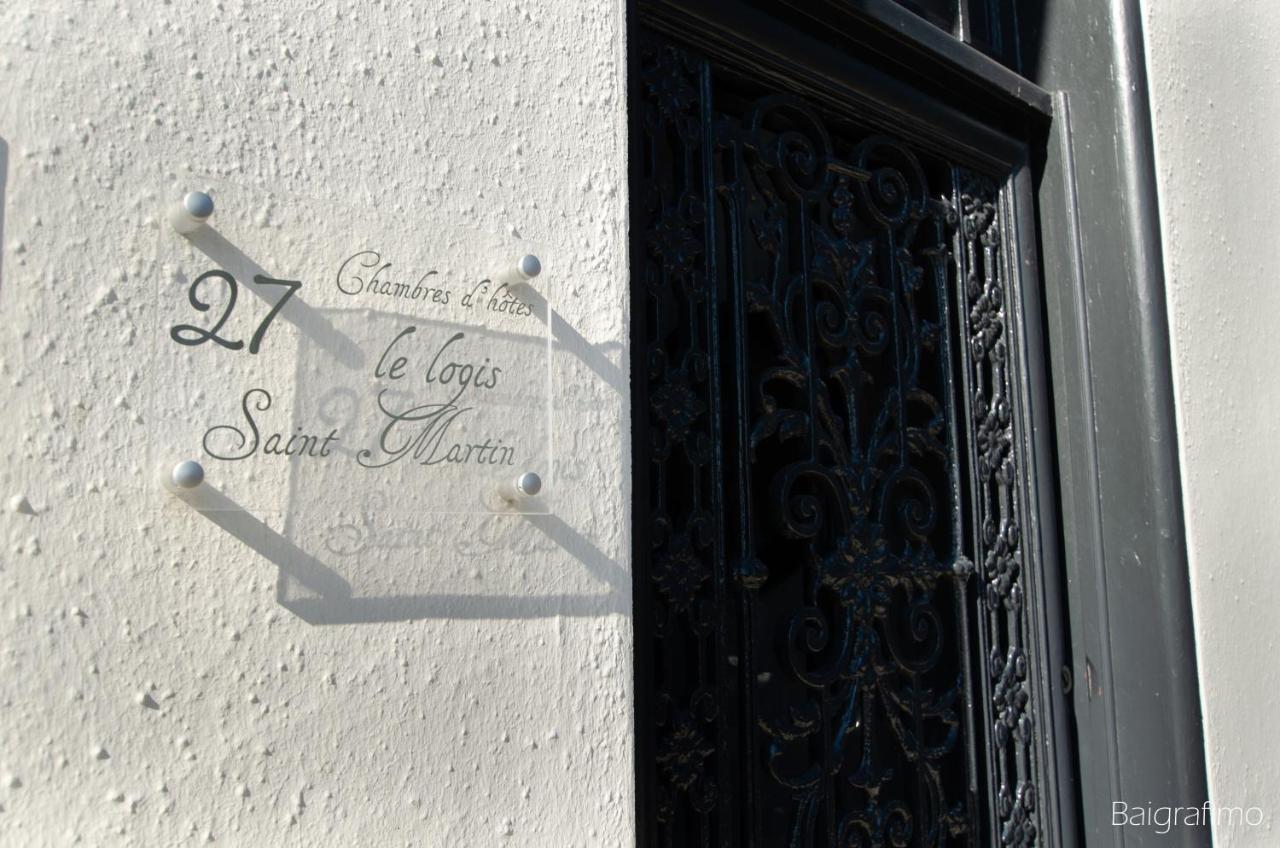 27
Chambres d'hôtes
le logis
Saint Martin
Baigrafimo